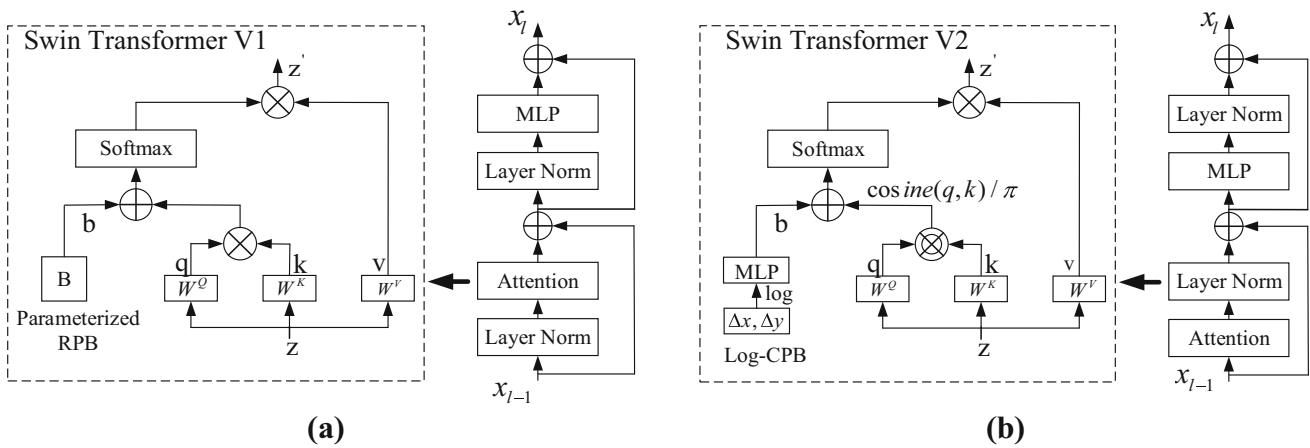 Swin Transformer V1
z'
Softmax
b
B
Parameterized
RPB
q
k
v
W^Q
W^K
W^V
z
x_l
MLP
Layer Norm
Attention
Layer Norm
x_{l-1}
(a)
Swin Transformer V2
z'
Softmax
cosine(q,k)/π
b
MLP
log
Δx, Δy
Log-CPB
q
k
v
W^Q
W^K
W^V
z
x_l
Layer Norm
MLP
Layer Norm
Attention
x_{l-1}
(b)